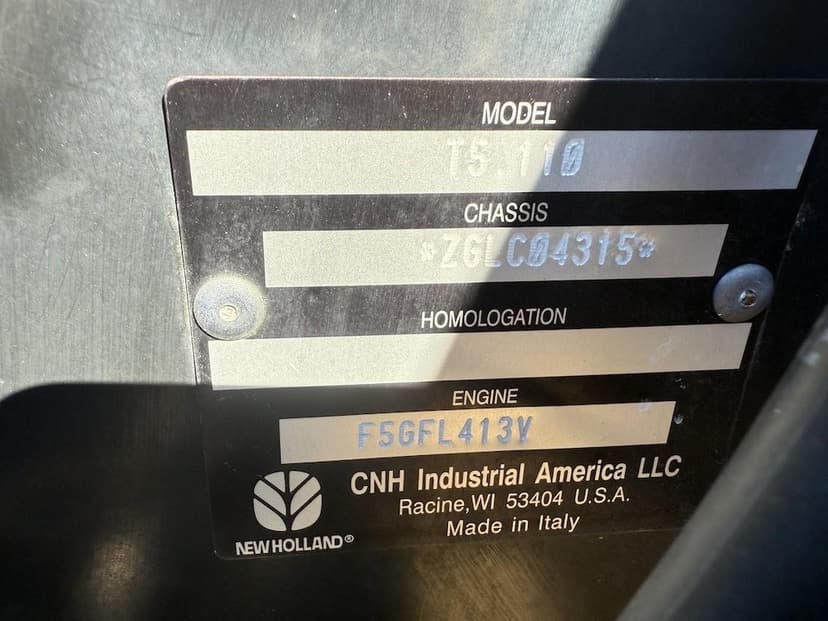 MODEL
T5.110
CHASSIS
*ZGLC04315*
HOMOLOGATION
ENGINE
F5GFL413V
CNH Industrial America LLC
Racine, WI 53404 U.S.A.
Made in Italy
NEW HOLLAND®